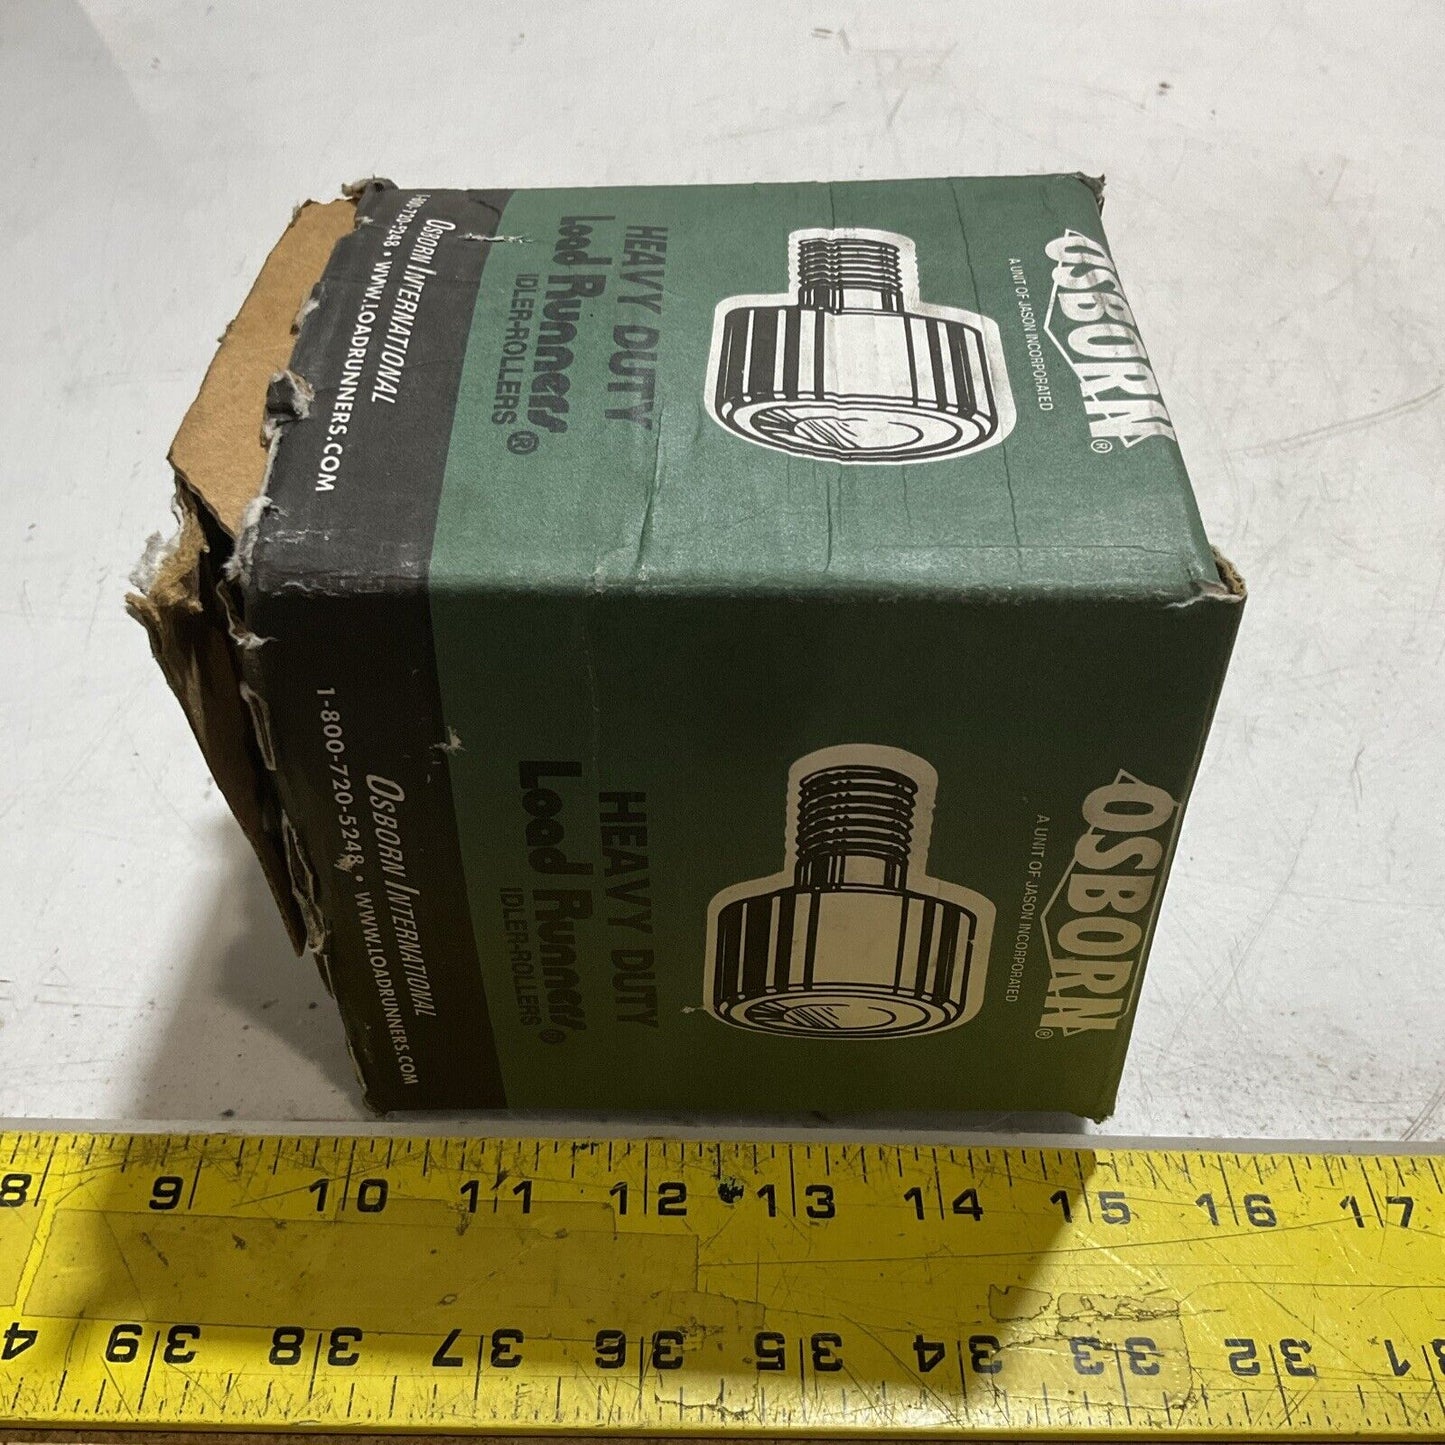 OSBORN®
A UNIT OF JASON INCORPORATED
HEAVY DUTY
Load Runners
IDLER-ROLLERS®
OSBORN INTERNATIONAL
1-800-720-5248 • WWW.LOADRUNNERS.COM
OSBORN®
A UNIT OF JASON INCORPORATED
HEAVY DUTY
Load Runners®
IDLER-ROLLERS
OSBORN INTERNATIONAL
1-800-720-5248 • WWW.LOADRUNNERS.COM
8 9 10 11 12 13 14 15 16 17
4 39 38 37 36 35 34 33 32 31